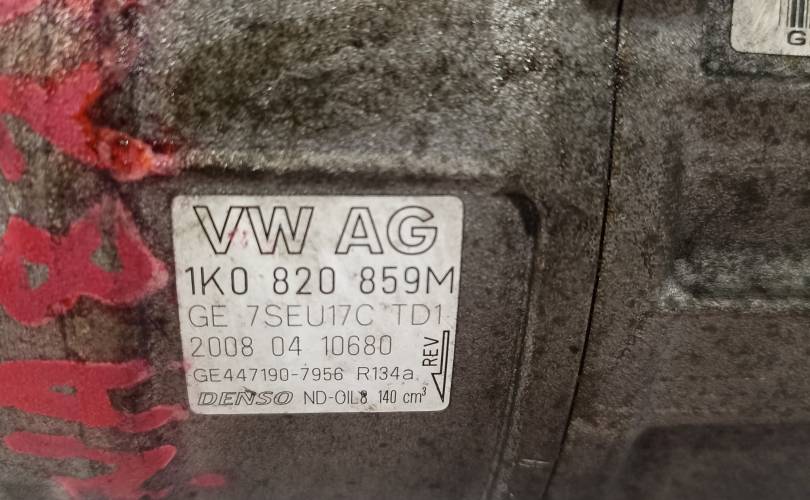 G
VW AG
1K0 820 859M
GE 7SEU17C TD1
2008 04 10680
REV
GE447190-7956 R134a
DENSO ND-OIL8 140 cm³